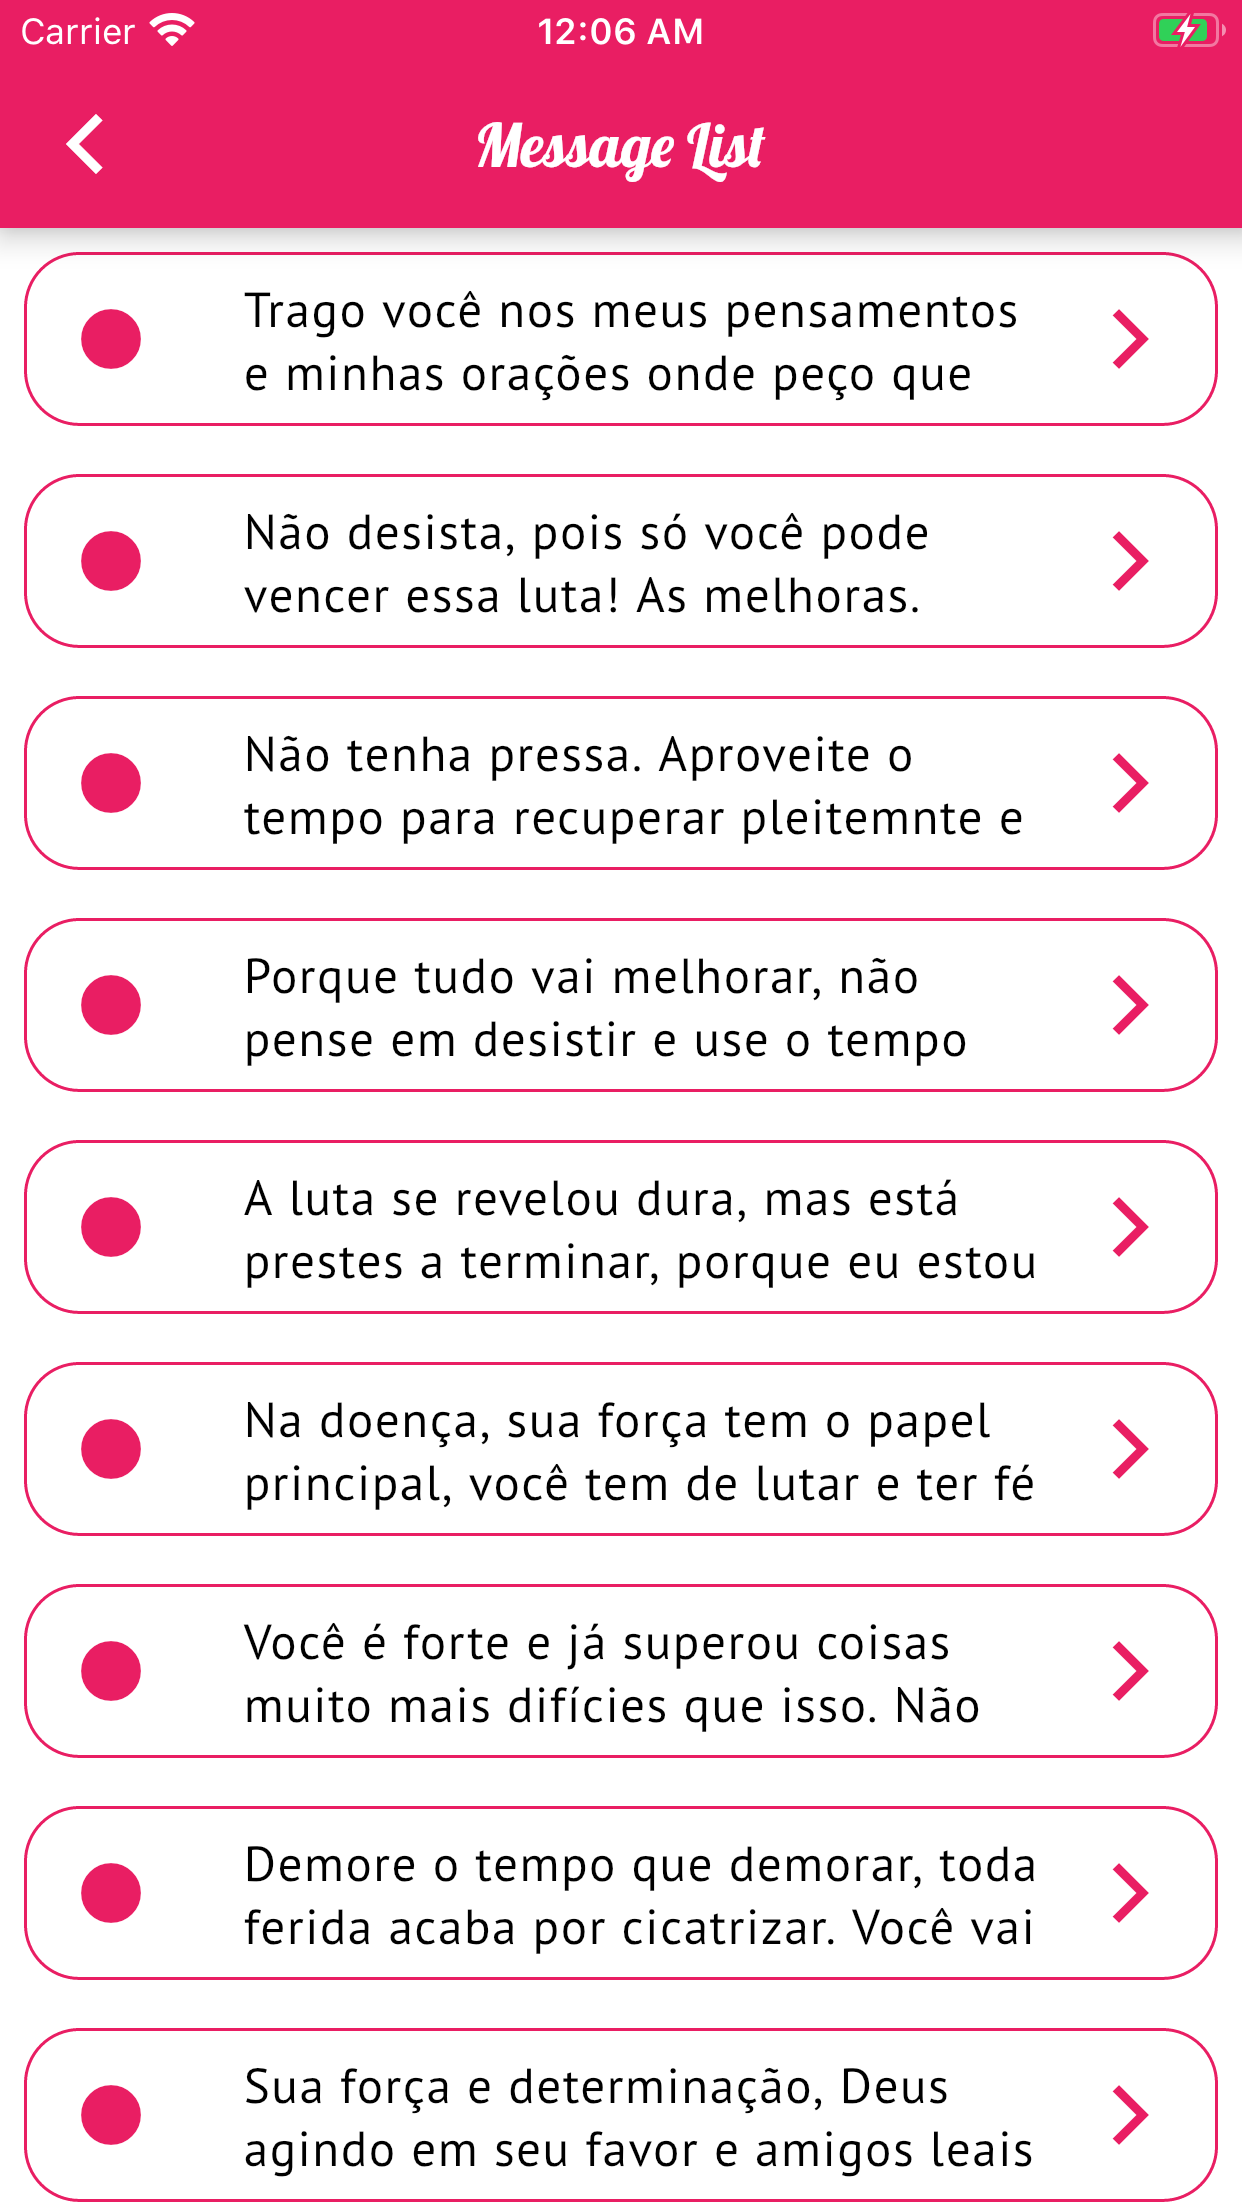 Carrier 12:06 AM
Message List
Trago você nos meus pensamentos
e minhas orações onde peço que
Não desista, pois só você pode
vencer essa luta! As melhoras.
Não tenha pressa. Aproveite o
tempo para recuperar pleitemnte e
Porque tudo vai melhorar, não
pense em desistir e use o tempo
A luta se revelou dura, mas está
prestes a terminar, porque eu estou
Na doença, sua força tem o papel
principal, você tem de lutar e ter fé
Você é forte e já superou coisas
muito mais difícies que isso. Não
Demore o tempo que demorar, toda
ferida acaba por cicatrizar. Você vai
Sua força e determinação, Deus
agindo em seu favor e amigos leais